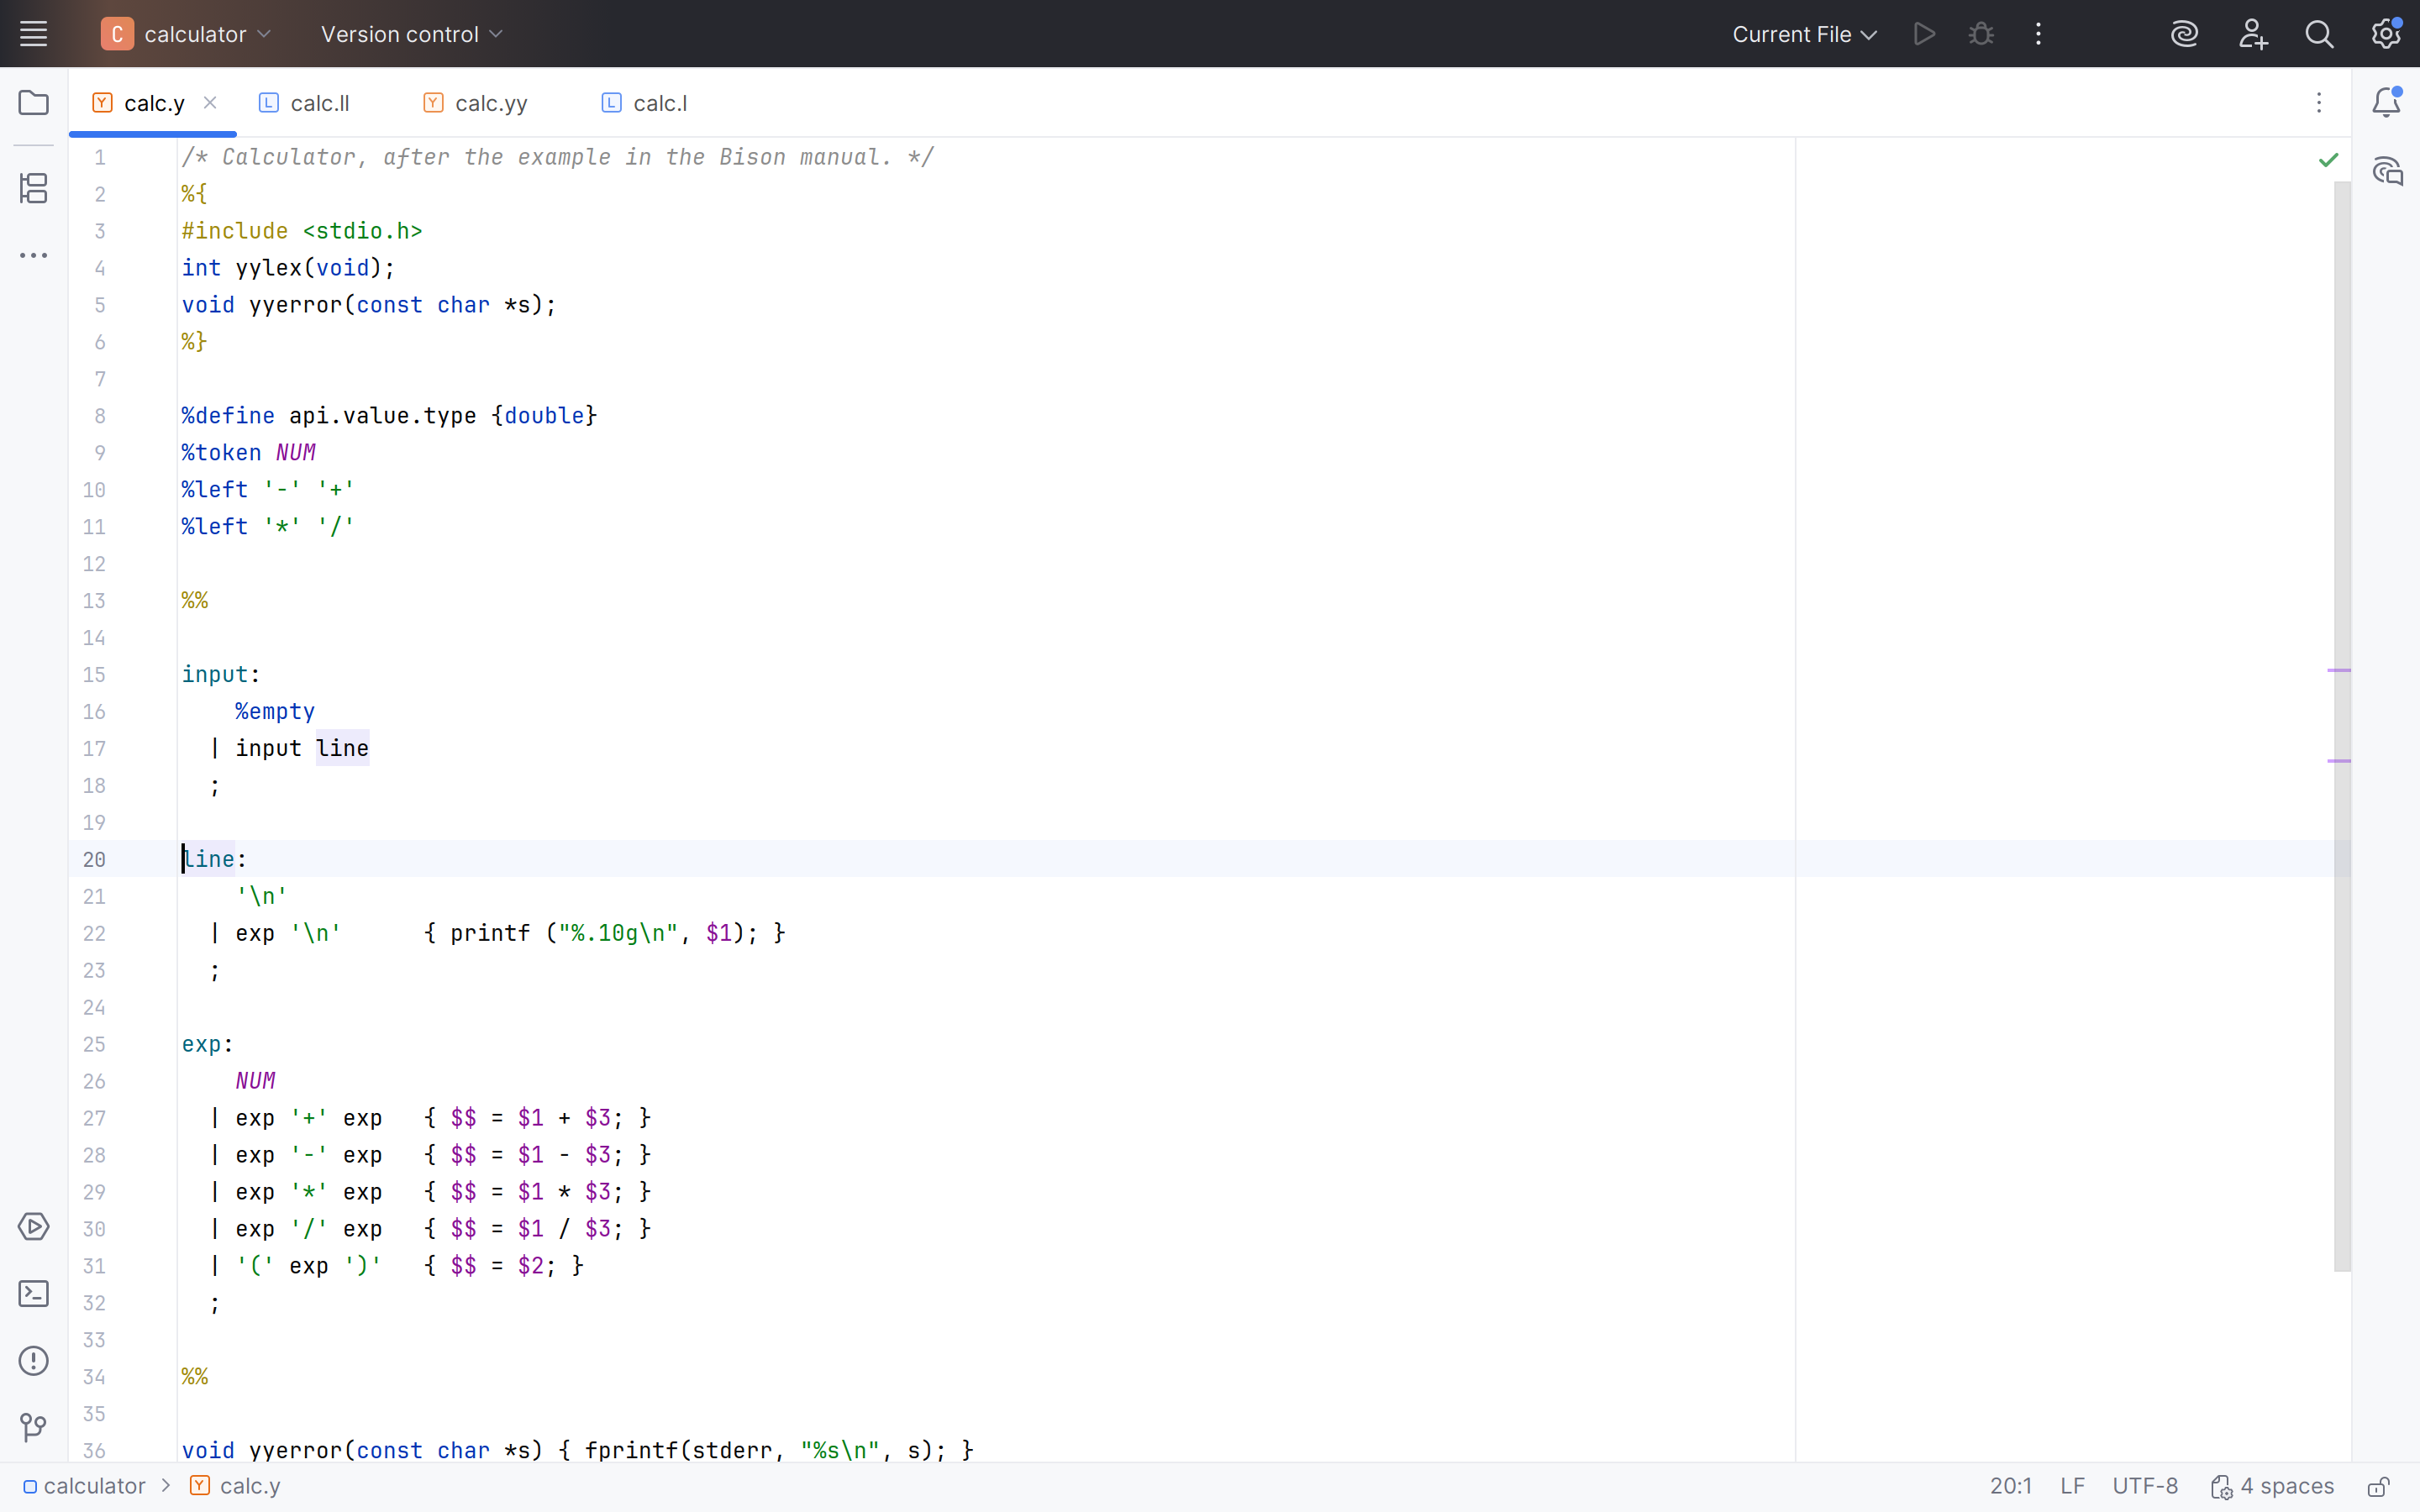 C calculator Version control Current File
calc.y calc.ll calc.yy calc.l
1 /* Calculator, after the example in the Bison manual. */
2 %{
3 #include <stdio.h>
4 int yylex(void);
5 void yyerror(const char *s);
6 %}
7
8 %define api.value.type {double}
9 %token NUM
10 %left '-' '+'
11 %left '*' '/'
12
13 %%
14
15 input:
16     %empty
17   | input line
18   ;
19
20 line:
21     '\n'
22   | exp '\n'      { printf ("%.10g\n", $1); }
23   ;
24
25 exp:
26     NUM
27   | exp '+' exp   { $$ = $1 + $3; }
28   | exp '-' exp   { $$ = $1 - $3; }
29   | exp '*' exp   { $$ = $1 * $3; }
30   | exp '/' exp   { $$ = $1 / $3; }
31   | '(' exp ')'   { $$ = $2; }
32   ;
33
34 %%
35
36 void yyerror(const char *s) { fprintf(stderr, "%s\n", s); }
calculator > calc.y 20:1 LF UTF-8 4 spaces